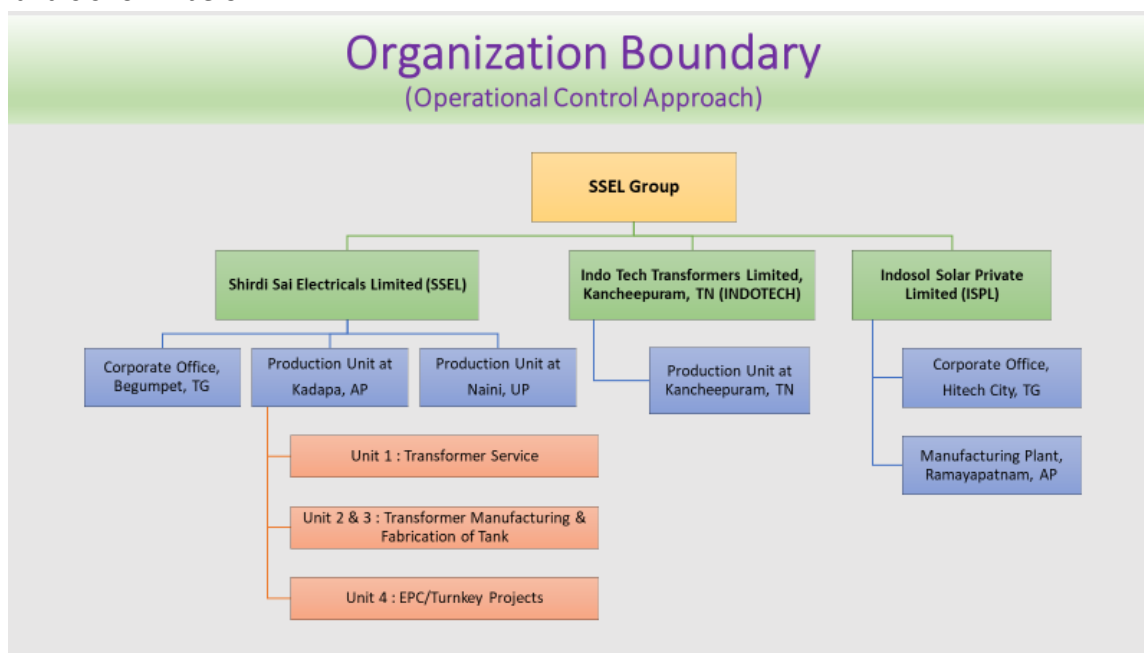 Organization Boundary
(Operational Control Approach)
SSEL Group
Shirdi Sai Electricals Limited (SSEL)
Indo Tech Transformers Limited,
Kancheepuram, TN (INDOTECH)
Indosol Solar Private
Limited (ISPL)
Corporate Office,
Begumpet, TG
Production Unit at
Kadapa, AP
Production Unit at
Naini, UP
Production Unit at
Kancheepuram, TN
Corporate Office,
Hitech City, TG
Manufacturing Plant,
Ramayapatnam, AP
Unit 1 : Transformer Service
Unit 2 & 3 : Transformer Manufacturing &
Fabrication of Tank
Unit 4 : EPC/Turnkey Projects